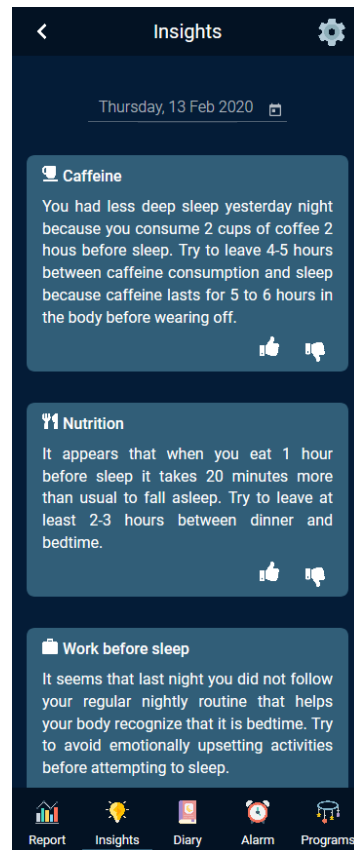 Insights
Thursday, 13 Feb 2020
Caffeine
You had less deep sleep yesterday night
because you consume 2 cups of coffee 2
hous before sleep. Try to leave 4-5 hours
between caffeine consumption and sleep
because caffeine lasts for 5 to 6 hours in
the body before wearing off.
Nutrition
It appears that when you eat 1 hour
before sleep it takes 20 minutes more
than usual to fall asleep. Try to leave at
least 2-3 hours between dinner and
bedtime.
Work before sleep
It seems that last night you did not follow
your regular nightly routine that helps
your body recognize that it is bedtime. Try
to avoid emotionally upsetting activities
before attempting to sleep.
Report Insights Diary Alarm Programs